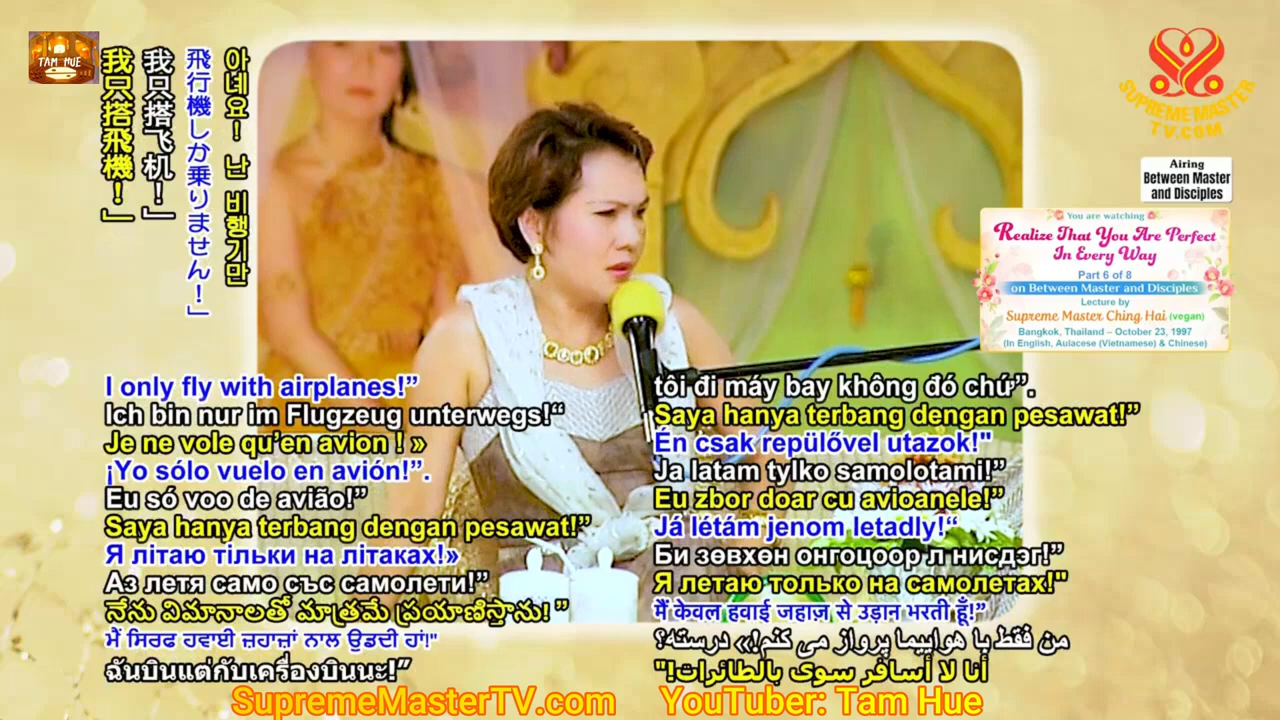 TAM HUE
我只搭飛機！」
我只搭飞机！」
飛行機しか乗りません！」
아녜요! 난 비행기만
SUPREME MASTER
TV.COM
Airing
Between Master
and Disciples
You are watching
Realize That You Are Perfect
In Every Way
Part 6 of 8
on Between Master and Disciples
Lecture by
Supreme Master Ching Hai (vegan)
Bangkok, Thailand – October 23, 1997
(In English, Aulacese (Vietnamese) & Chinese)
I only fly with airplanes!”
Ich bin nur im Flugzeug unterwegs!“
Je ne vole qu’en avion ! »
¡Yo sólo vuelo en avión!”.
Eu só voo de avião!”
Saya hanya terbang dengan pesawat!”
Я літаю тільки на літаках!»
Аз летя само със самолети!”
నేను విమానాలతో మాత్రమే ప్రయాణిస్తాను! ”
ਮੈਂ ਸਿਰਫ ਹਵਾਈ ਜ਼ਹਾਜ਼ਾਂ ਨਾਲ ਉਡਦੀ ਹਾਂ!"
ฉันบินแต่กับเครื่องบินนะ!”
tôi đi máy bay không đó chứ”.
Saya hanya terbang dengan pesawat!”
Én csak repülővel utazok!"
Ja latam tylko samolotami!”
Eu zbor doar cu avioanele!”
Já létám jenom letadly!“
Би зөвхөн онгоцоор л нисдэг!”
Я летаю только на самолетах!"
मैं केवल हवाई जहाज़ से उड़ान भरती हूँ!”
من فقط با هواپیما پرواز می کنم!» درسته؟
أنا لا أسافر سوى بالطائرات!"
SupremeMasterTV.com
YouTuber: Tam Hue